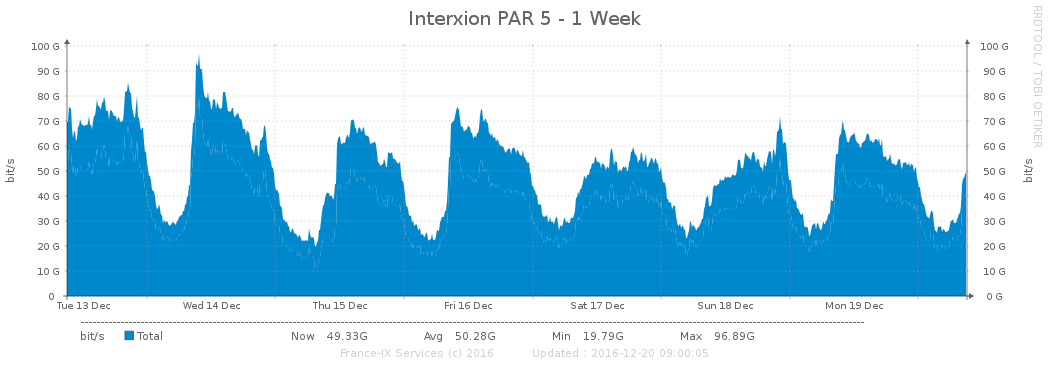 Interxion PAR 5 - 1 Week
RRDTOOL / TOBI OETIKER
bit/s
bit/s
100 G 100 G
90 G 90 G
80 G 80 G
70 G 70 G
60 G 60 G
50 G 50 G
40 G 40 G
30 G 30 G
20 G 20 G
10 G 10 G
0 0 G
Tue 13 Dec Wed 14 Dec Thu 15 Dec Fri 16 Dec Sat 17 Dec Sun 18 Dec Mon 19 Dec
bit/s Total Now 49.33G Avg 50.28G Min 19.79G Max 96.89G
France-IX Services (c) 2016 Updated : 2016-12-20 09:00:05